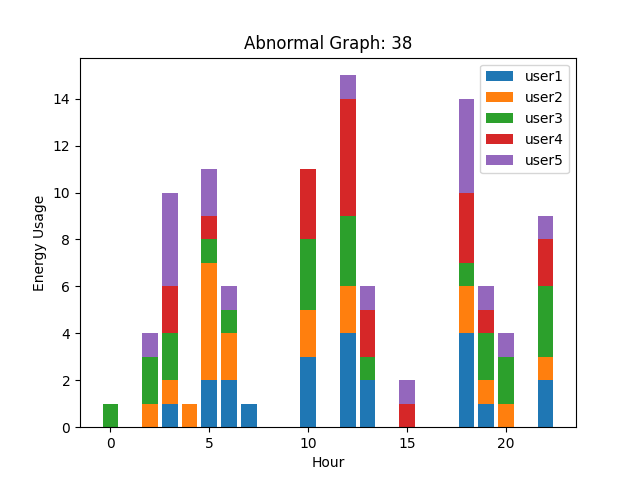 Abnormal Graph: 38
user1
user2
user3
user4
user5
Energy Usage
14
12
10
8
6
4
2
0
0 5 10 15 20
Hour